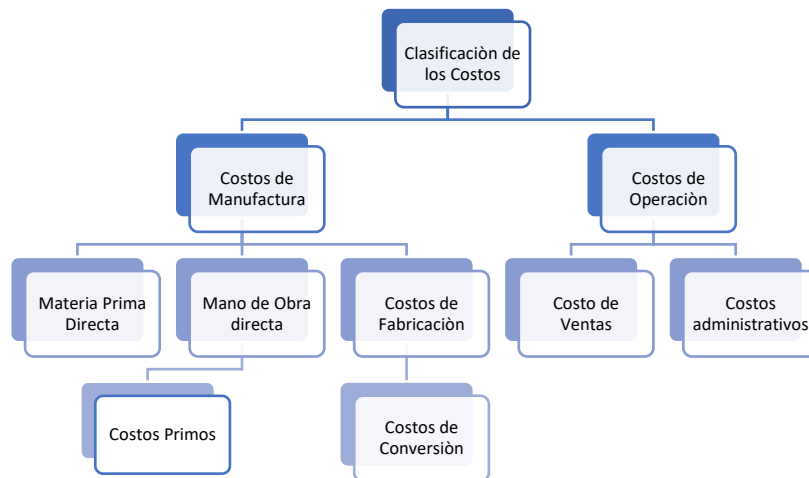 Clasificaciòn de
los Costos
Costos de
Manufactura
Costos de
Operaciòn
Materia Prima
Directa
Mano de Obra
directa
Costos de
Fabricaciòn
Costo de
Ventas
Costos
administrativos
Costos Primos
Costos de
Conversiòn